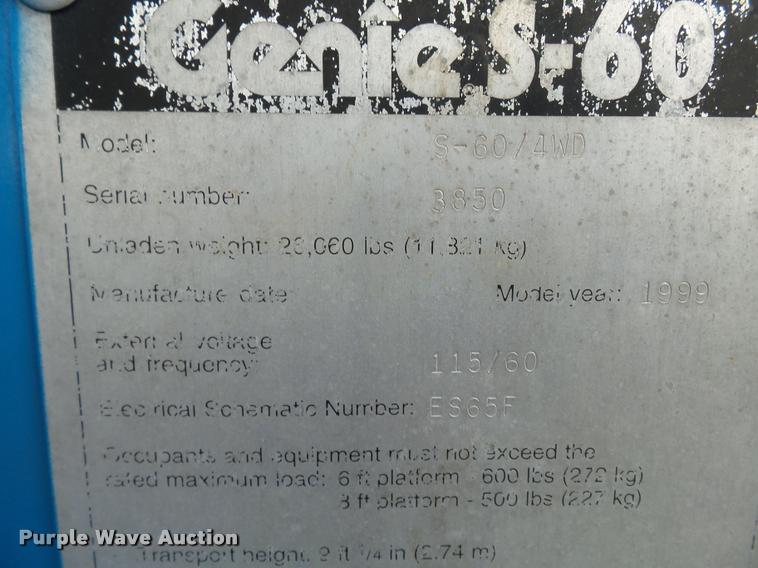 Genie S-60
Model: S-60/4WD
Serial number: 3850
Unladen weight: 26,060 lbs (11,821 kg)
Manufacture date: Model year: 1999
External voltage
and frequency: 115/60
Electrical Schematic Number: ES65F
Occupants and equipment must not exceed the
rated maximum load: 6 ft platform - 600 lbs (272 kg)
8 ft platform - 500 lbs (227 kg)
Transport height: 9 ft 1/4 in (2.74 m)
Purple Wave Auction